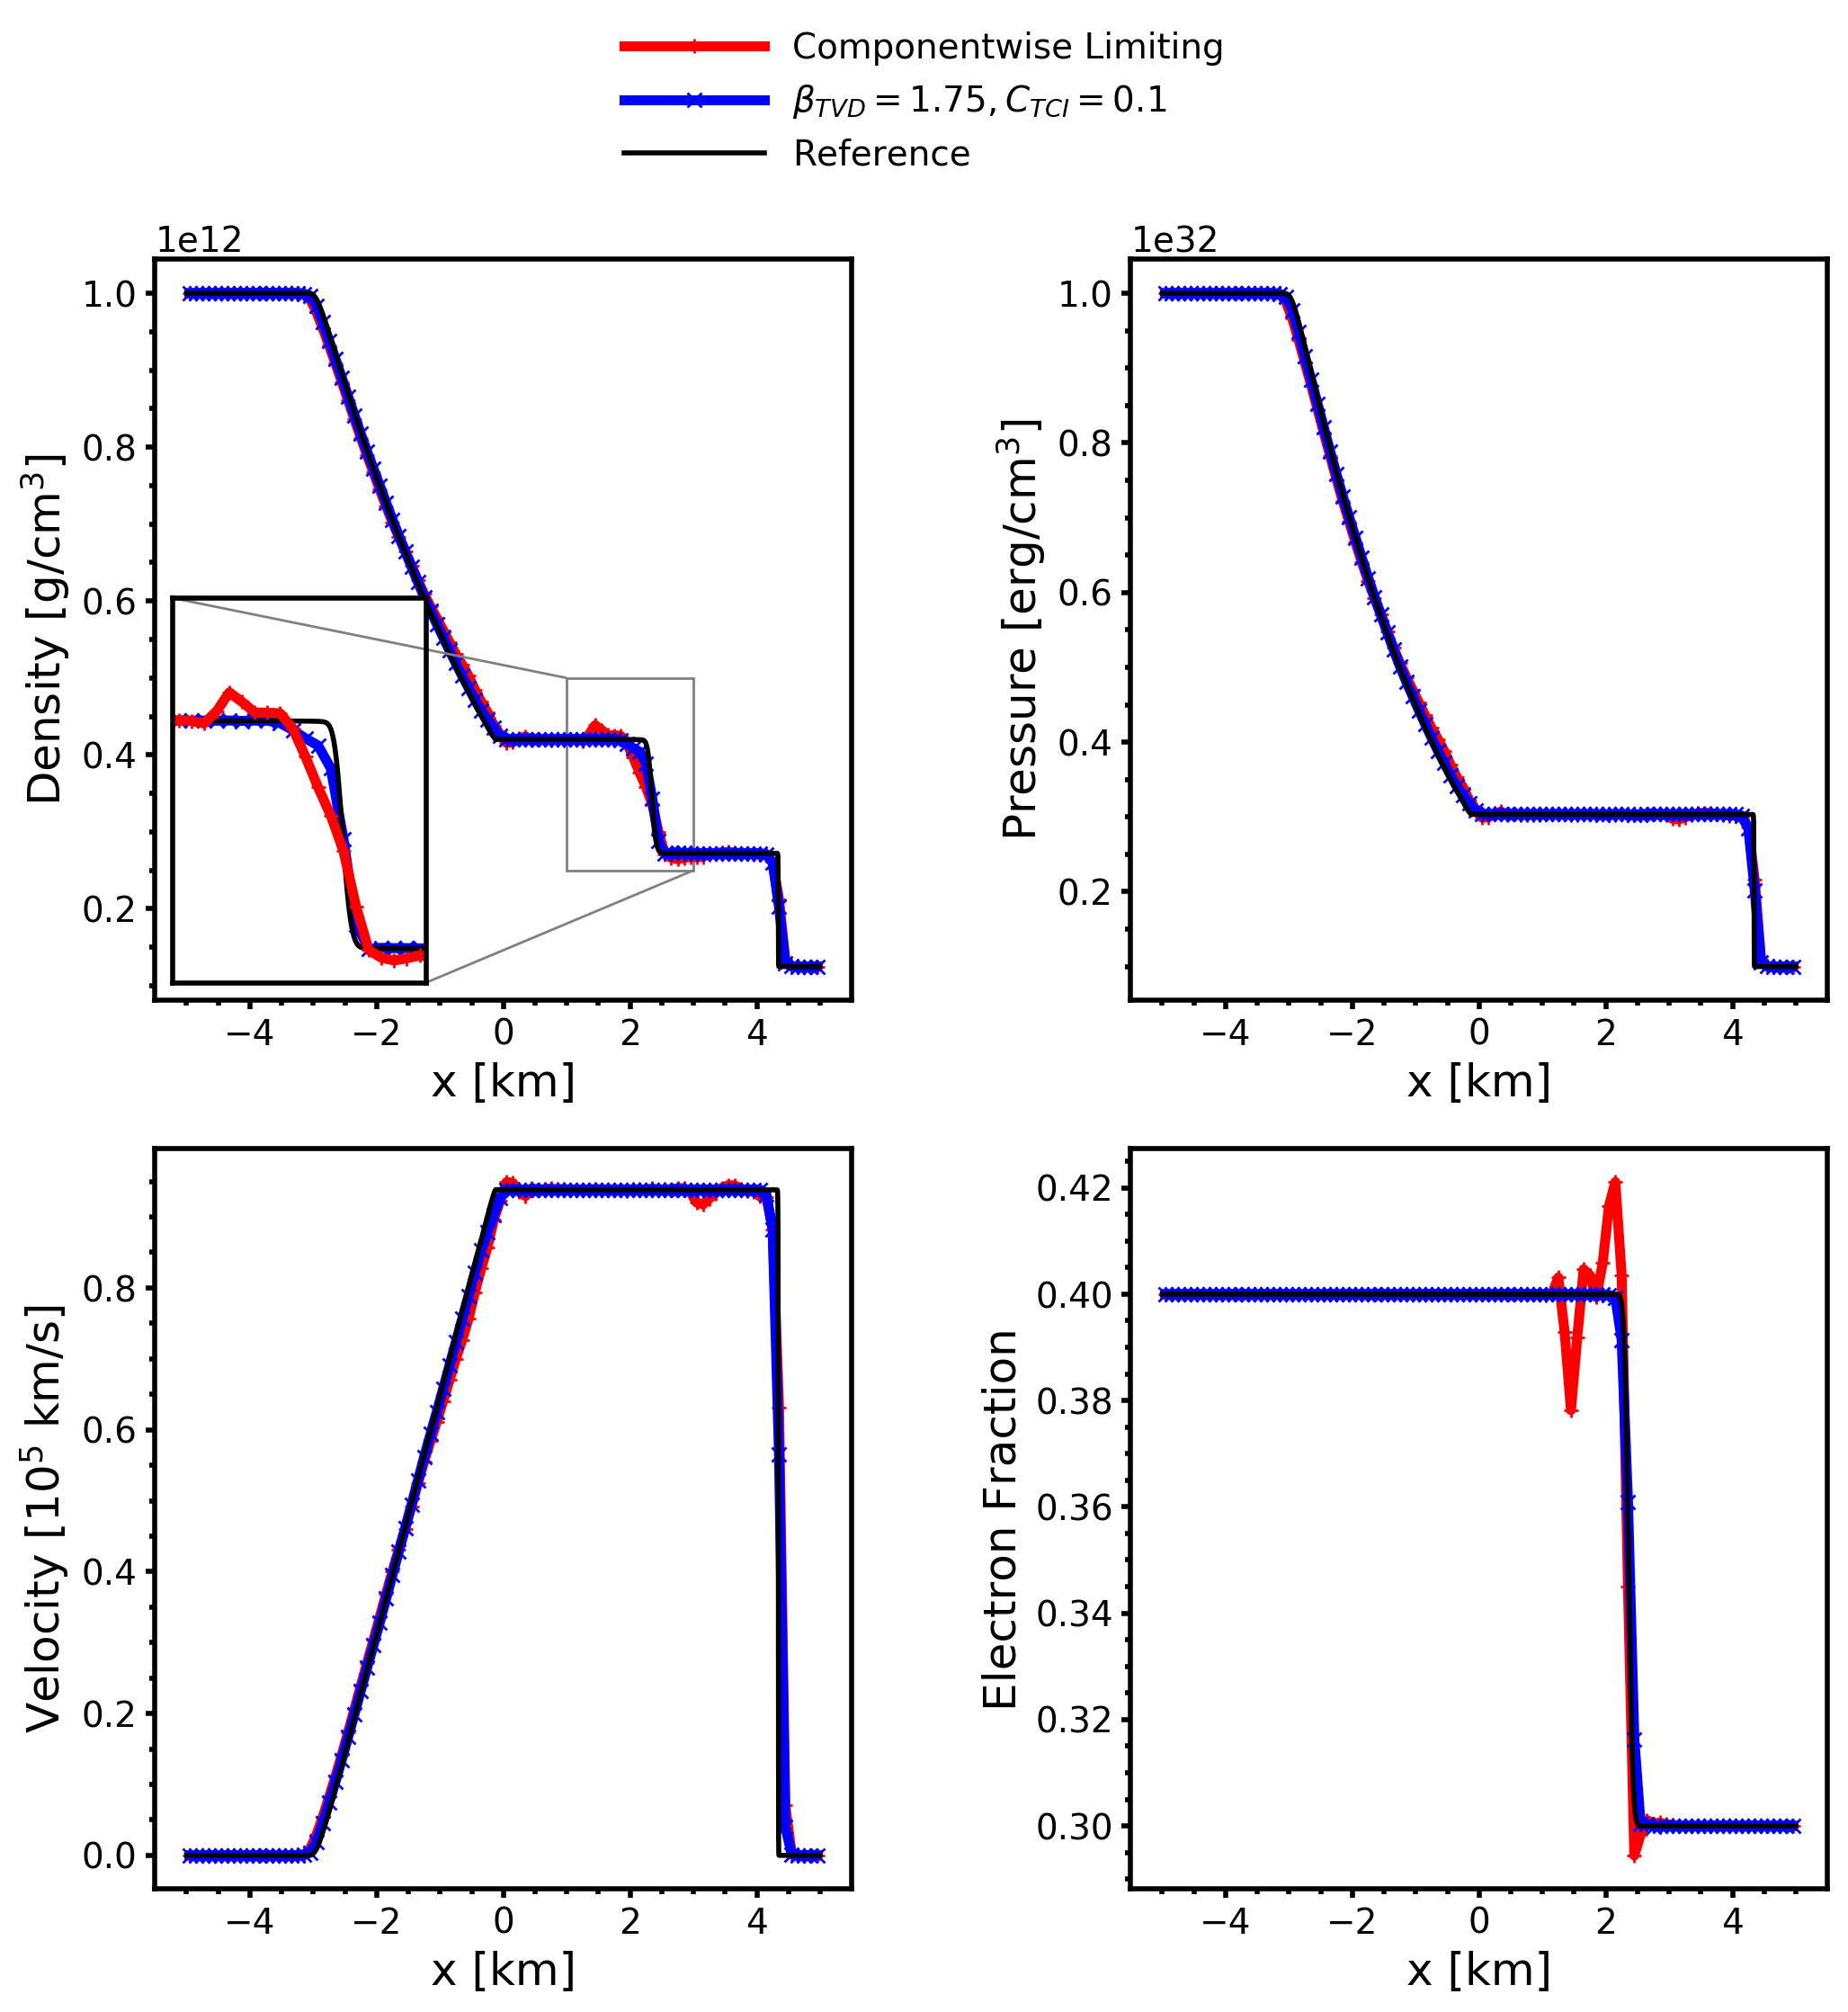 Componentwise Limiting
β_TVD = 1.75, C_TCI = 0.1
Reference
1e12
1.0
0.8
0.6
0.4
0.2
Density [g/cm³]
−4 −2 0 2 4
x [km]
1e32
1.0
0.8
0.6
0.4
0.2
Pressure [erg/cm³]
−4 −2 0 2 4
x [km]
0.8
0.6
0.4
0.2
0.0
Velocity [10⁵ km/s]
−4 −2 0 2 4
x [km]
0.42
0.40
0.38
0.36
0.34
0.32
0.30
Electron Fraction
−4 −2 0 2 4
x [km]